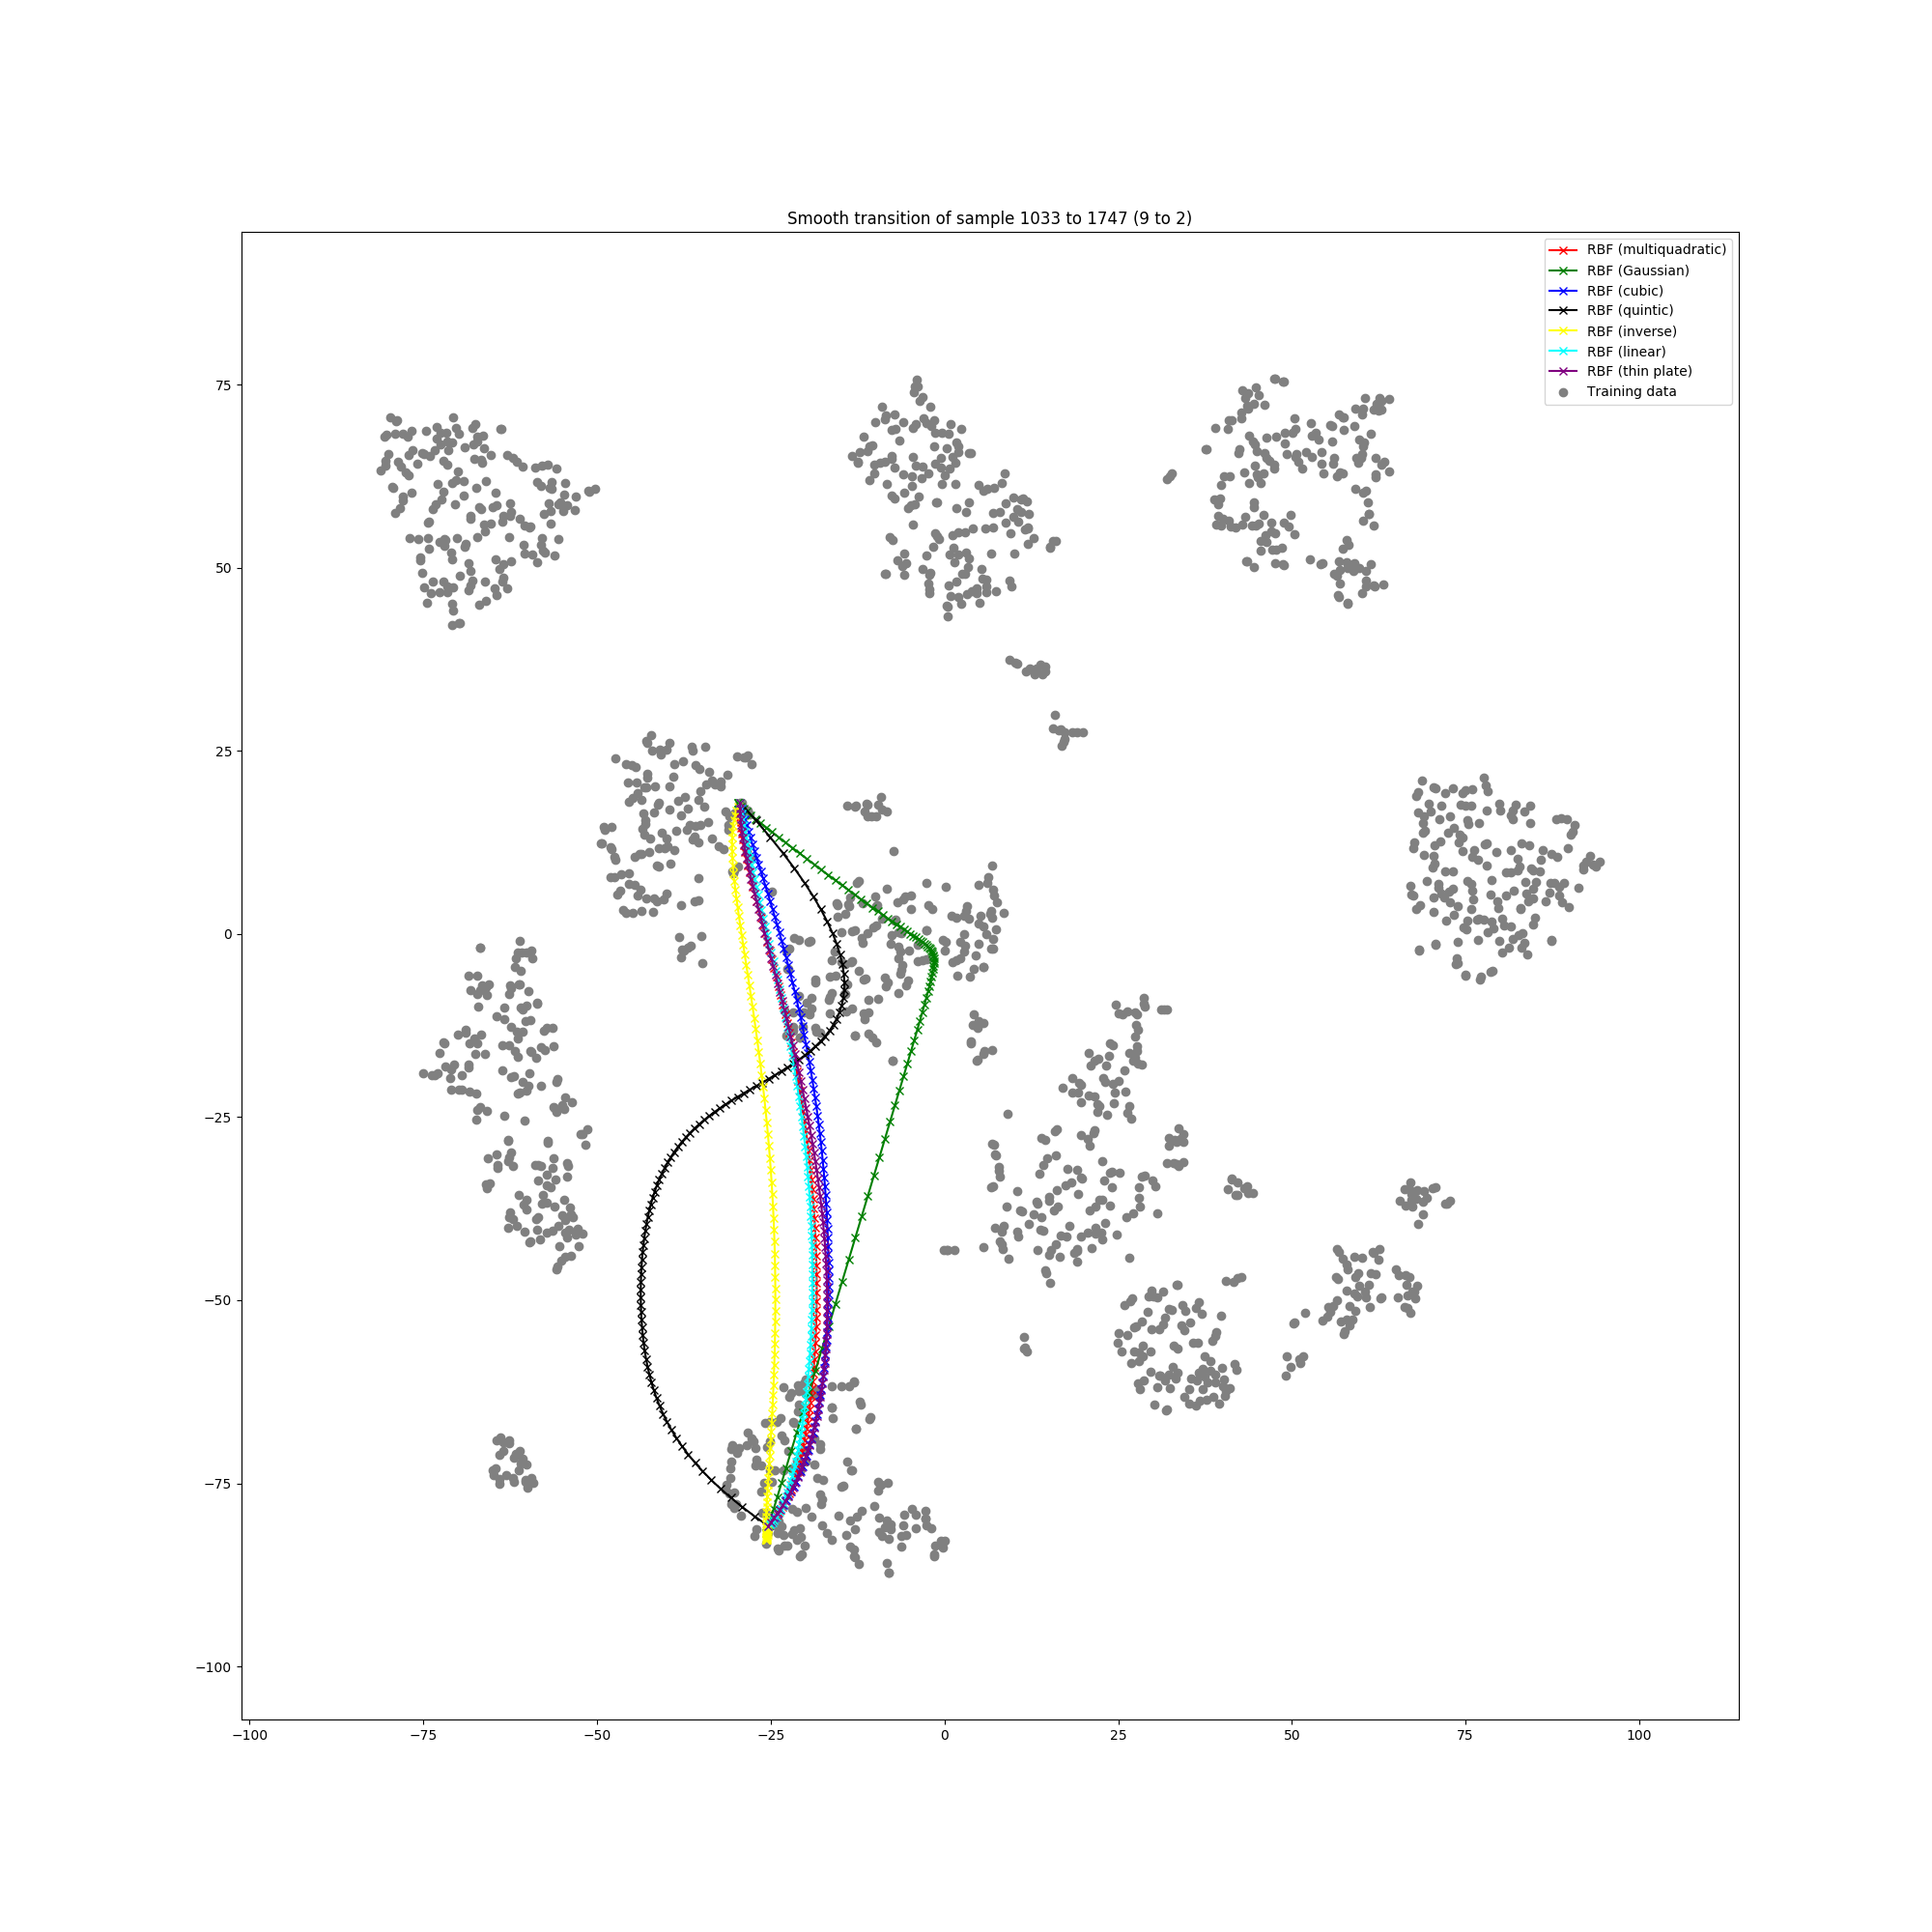 Smooth transition of sample 1033 to 1747 (9 to 2)
RBF (multiquadratic)
RBF (Gaussian)
RBF (cubic)
RBF (quintic)
RBF (inverse)
RBF (linear)
RBF (thin plate)
Training data
75
50
25
0
−25
−50
−75
−100
−100 −75 −50 −25 0 25 50 75 100